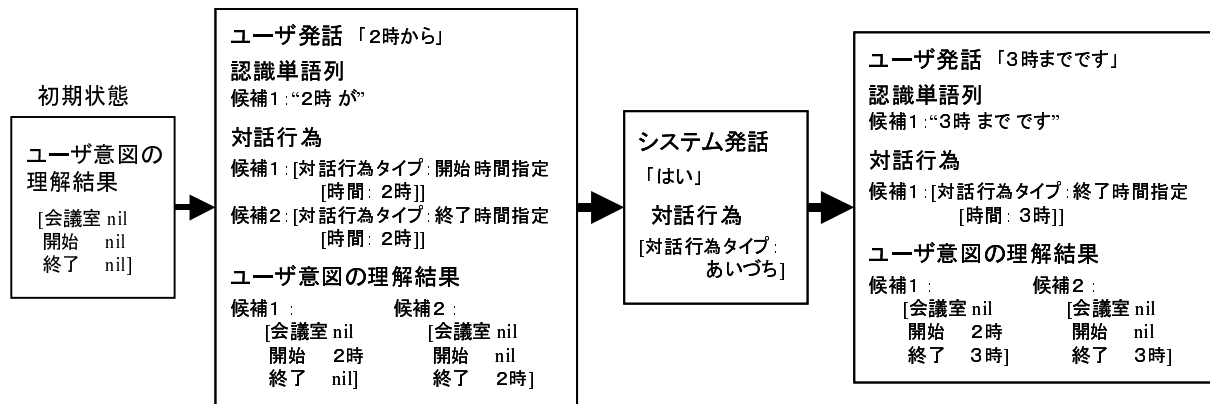 初期状態
ユーザ意図の
理解結果
[会議室 nil
開始 nil
終了 nil]
ユーザ発話 「2時から」
認識単語列
候補1:“2時 が”
対話行為
候補1:[対話行為タイプ:開始時間指定
[時間: 2時]]
候補2:[対話行為タイプ:終了時間指定
[時間: 2時]]
ユーザ意図の理解結果
候補1: 候補2:
[会議室 nil [会議室 nil
開始 2時 開始 nil
終了 nil] 終了 2時]
システム発話
「はい」
対話行為
[対話行為タイプ:
あいづち]
ユーザ発話 「3時までです」
認識単語列
候補1:“3時 まで です”
対話行為
候補1:[対話行為タイプ:終了時間指定
[時間: 3時]]
ユーザ意図の理解結果
候補1: 候補2:
[会議室 nil [会議室 nil
開始 2時 開始 nil
終了 3時] 終了 3時]